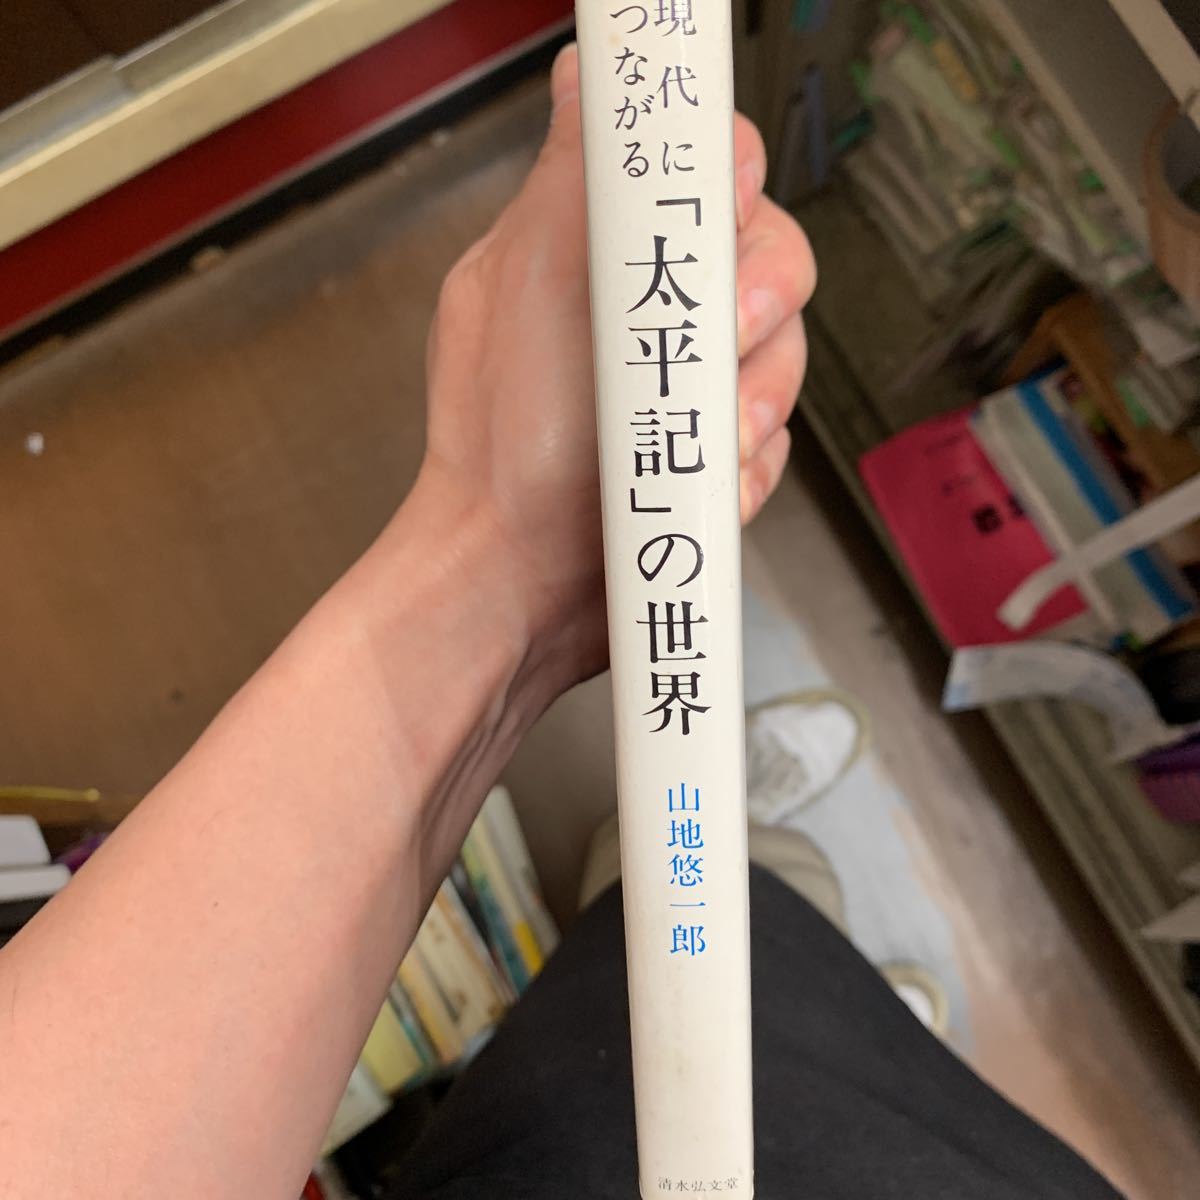 現代に
つながる
「太平記」の世界
山地悠一郎
清水弘文堂